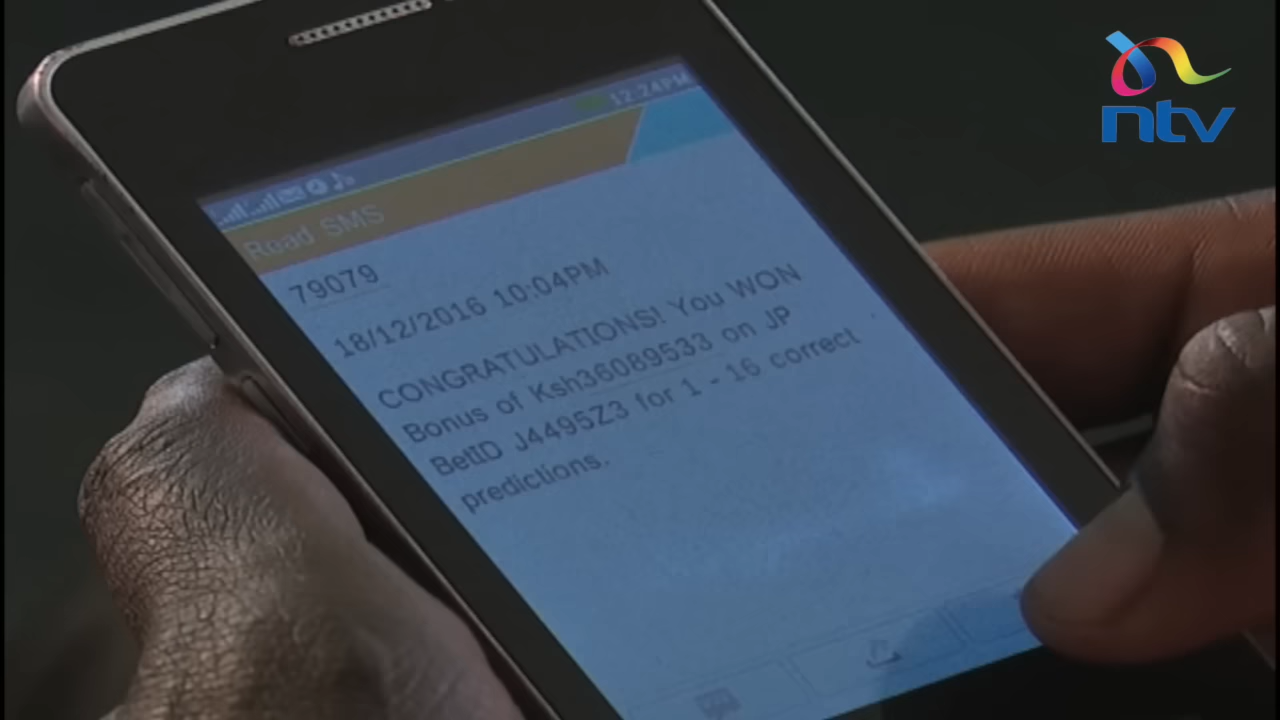 ntv
12:24PM
Read SMS
79079
18/12/2016 10:04PM
CONGRATULATIONS! You WON
Bonus of Ksh36089533 on JP
BetID J4495Z3 for 1 - 16 correct
predictions.